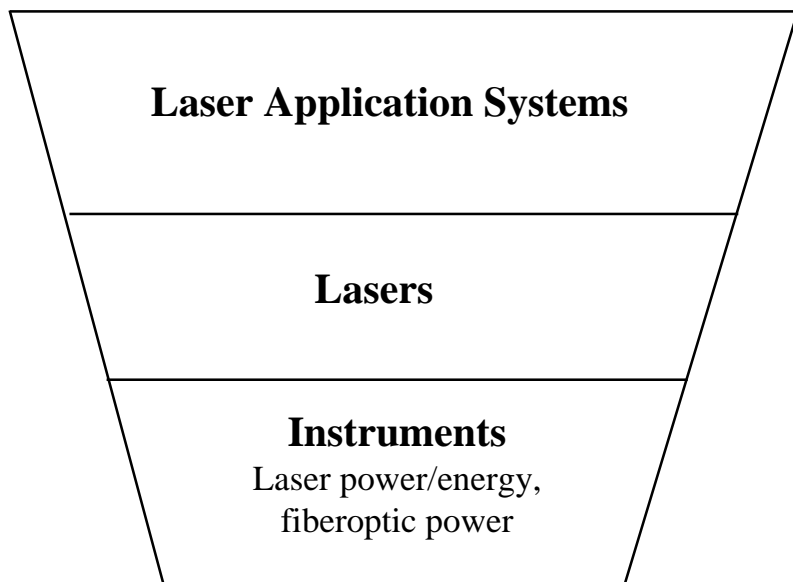 Laser Application Systems
Lasers
Instruments
Laser power/energy,
fiberoptic power